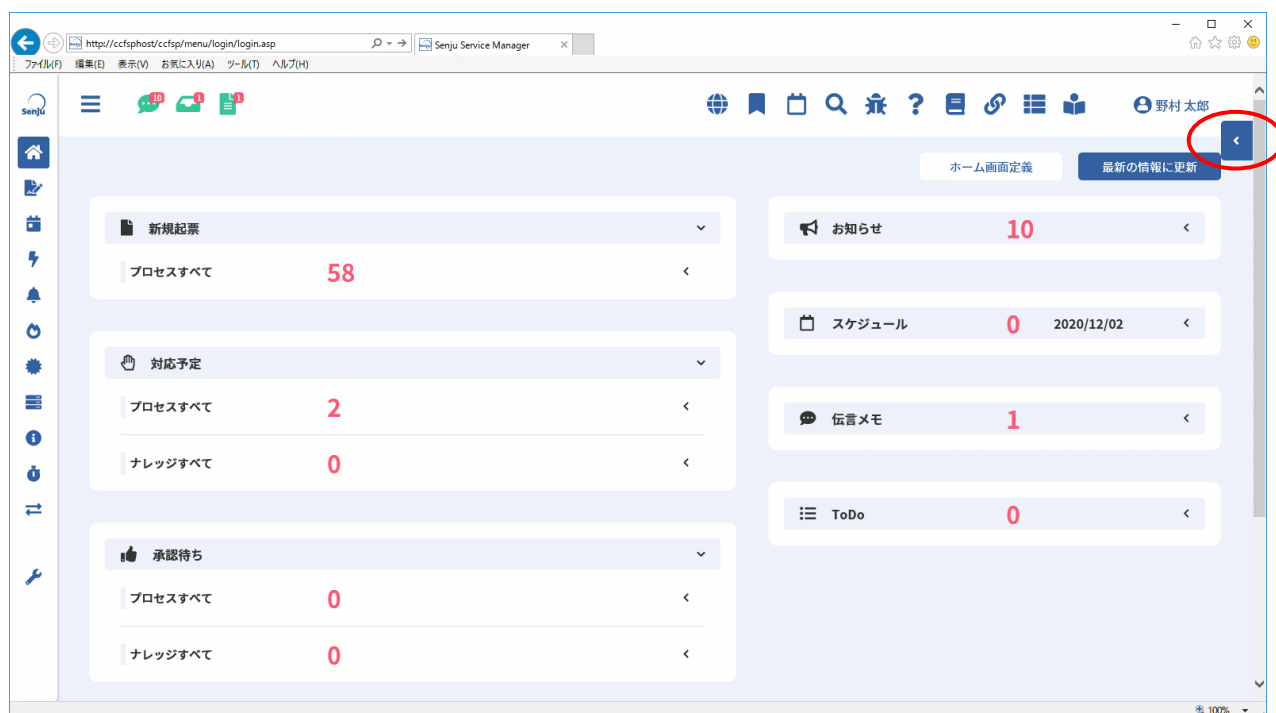 http://ccfsphost/ccfsp/menu/login/login.asp
Senju Service Manager
ファイル(F) 編集(E) 表示(V) お気に入り(A) ツール(T) ヘルプ(H)
Senju
10
1
1
野村 太郎
ホーム画面定義
最新の情報に更新
新規起票
プロセスすべて 58
対応予定
プロセスすべて 2
ナレッジすべて 0
承認待ち
プロセスすべて 0
ナレッジすべて 0
お知らせ 10
スケジュール 0 2020/12/02
伝言メモ 1
ToDo 0
100%